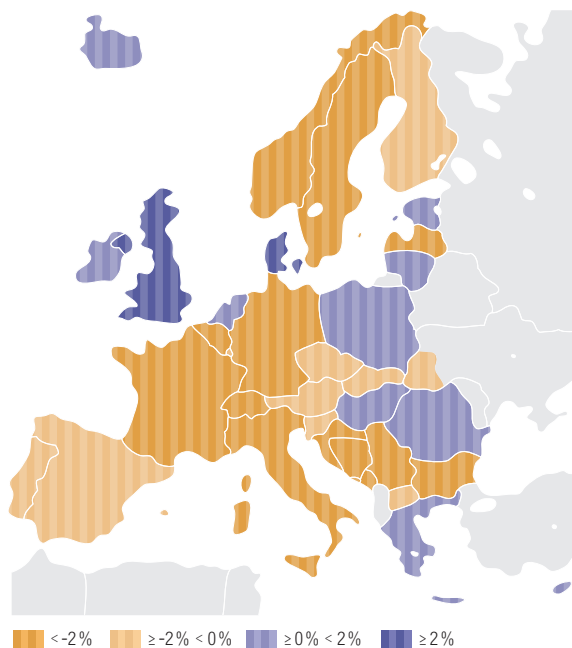 < -2 % ≥ -2 % < 0 % ≥ 0 % < 2 % ≥ 2 %